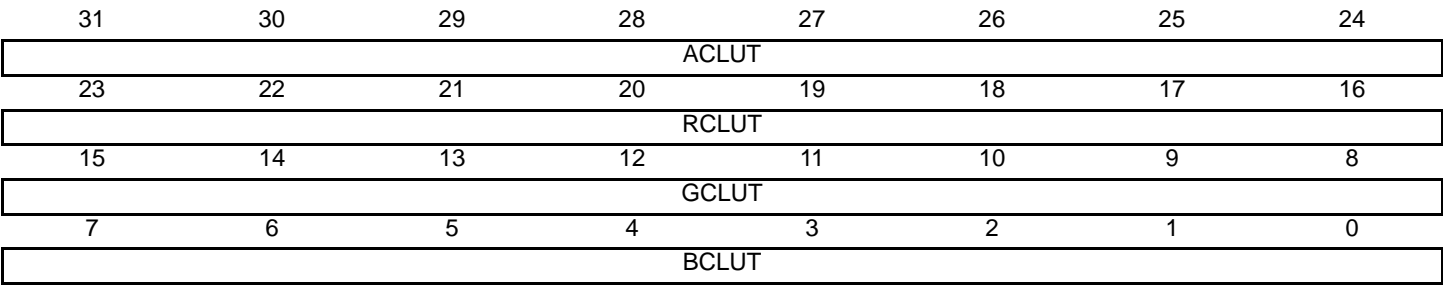 31 30 29 28 27 26 25 24
ACLUT
23 22 21 20 19 18 17 16
RCLUT
15 14 13 12 11 10 9 8
GCLUT
7 6 5 4 3 2 1 0
BCLUT